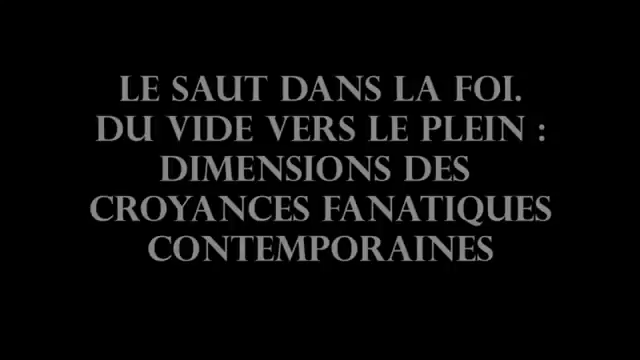 LE SAUT DANS LA FOI.
DU VIDE VERS LE PLEIN :
DIMENSIONS DES
CROYANCES FANATIQUES
CONTEMPORAINES